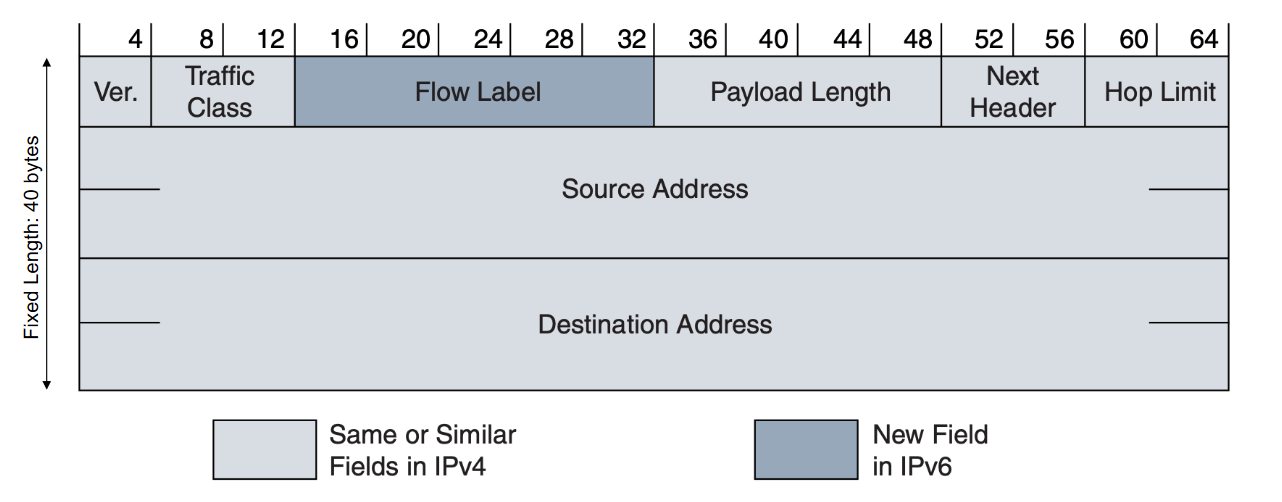 4 8 12 16 20 24 28 32 36 40 44 48 52 56 60 64
Ver.
Traffic
Class
Flow Label
Payload Length
Next
Header
Hop Limit
Fixed Length: 40 bytes
Source Address
Destination Address
Same or Similar
Fields in IPv4
New Field
in IPv6